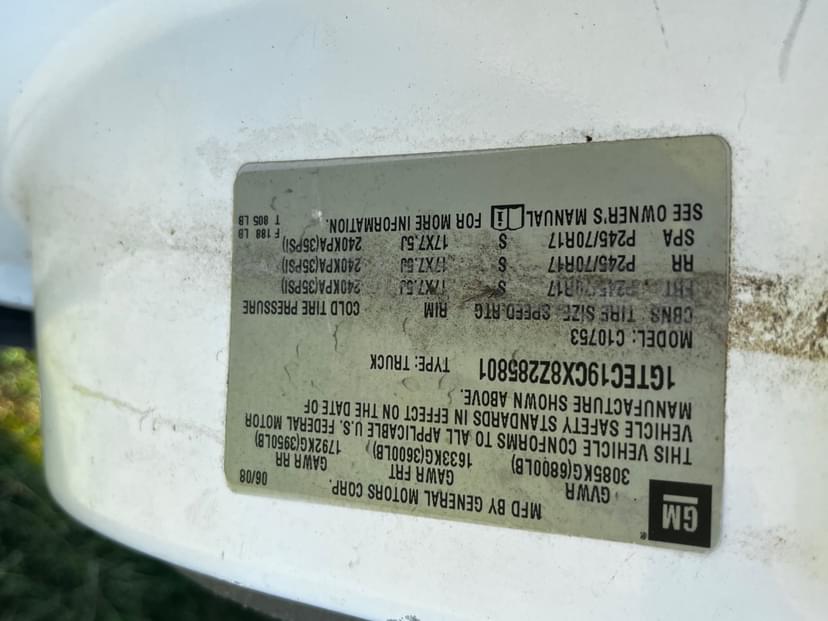 GM
®
MFD BY GENERAL MOTORS CORP.
06/08
GVWR GAWR FRT GAWR RR
3085KG(6800LB) 1633KG(3600LB) 1792KG(3950LB)
THIS VEHICLE CONFORMS TO ALL APPLICABLE U.S. FEDERAL MOTOR
VEHICLE SAFETY STANDARDS IN EFFECT ON THE DATE OF
MANUFACTURE SHOWN ABOVE.
1GTEC19CX8Z285801 TYPE: TRUCK
MODEL: C10753
CBNS TIRE SIZE SPEED RTG RIM COLD TIRE PRESSURE
FRT P245/70R17 S 17X7.5J 240KPA(35PSI)
RR P245/70R17 S 17X7.5J 240KPA(35PSI)
SPA P245/70R17 S 17X7.5J 240KPA(35PSI)
SEE OWNER'S MANUAL FOR MORE INFORMATION.
F 188 LB
T 805 LB